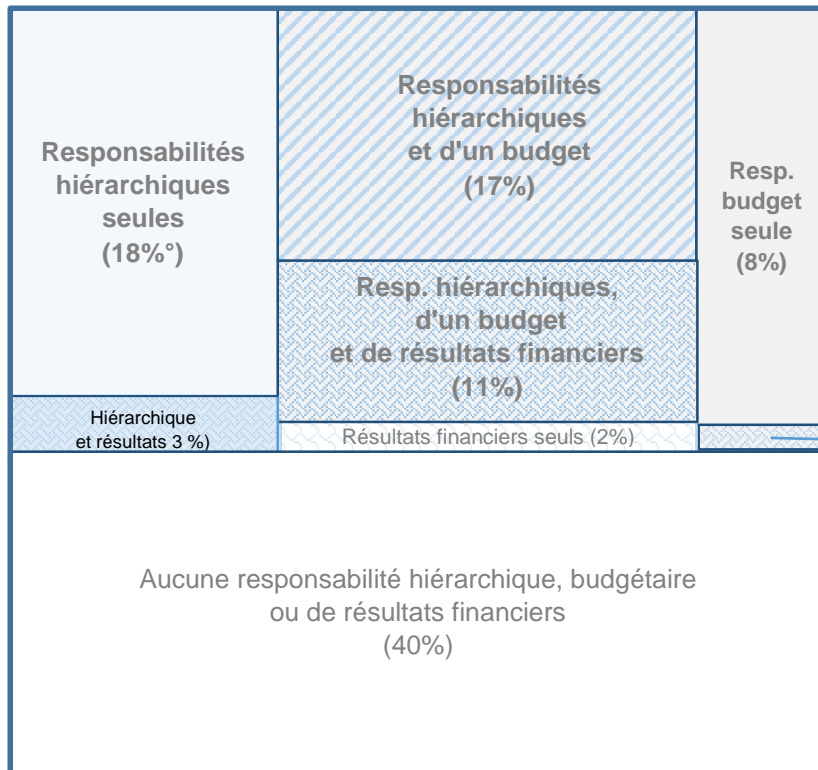 Responsabilités
hiérarchiques
seules
(18%°)
Responsabilités
hiérarchiques
et d'un budget
(17%)
Resp.
budget
seule
(8%)
Resp. hiérarchiques,
d'un budget
et de résultats financiers
(11%)
Hiérarchique
et résultats 3 %)
Résultats financiers seuls (2%)
Aucune responsabilité hiérarchique, budgétaire
ou de résultats financiers
(40%)